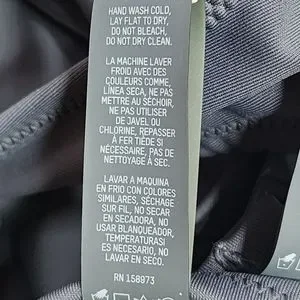 HAND WASH COLD,
LAY FLAT TO DRY,
DO NOT BLEACH,
DO NOT DRY CLEAN.
LA MACHINE LAVER
FROID AVEC DES
COULEURS COMME,
LÍNEA SECA, NE PAS
METTRE AU SÉCHOIR,
NE PAS UTILISER
DE JAVEL OU
CHLORINE, REPASSER
À FER TIÈDE SI
NÉCESSAIRE, PAS DE
NETTOYAGE À SEC.
LAVAR A MAQUINA
EN FRIO CON COLORES
SIMILARES, SÉCHAGE
SUR FIL, NO SECAR
EN SECADORA, NO
USAR BLANQUEADOR,
TEMPERATURASI
ÉS NECESARIO, NO
LAVAR EN SECO.
RN 158973